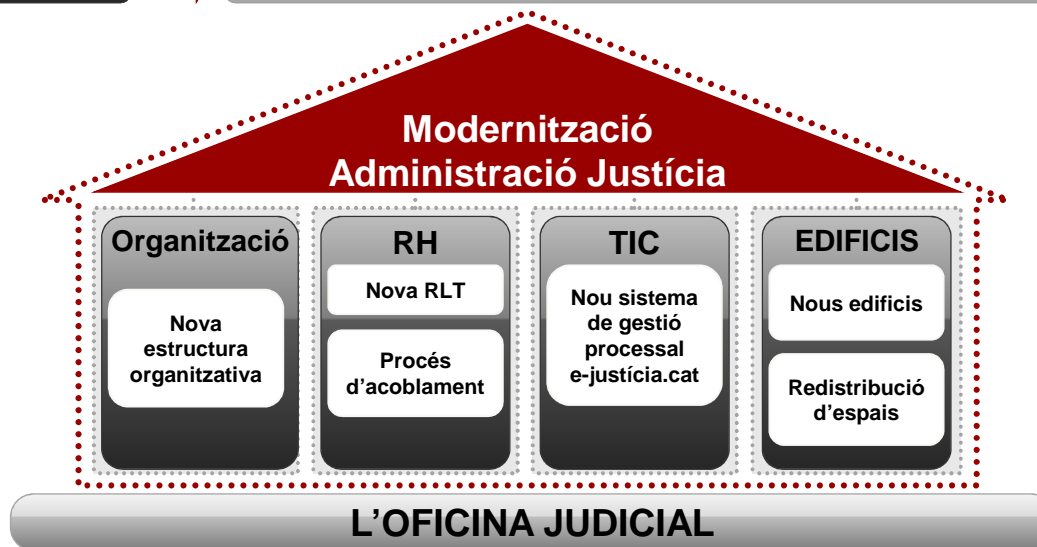 Modernització
Administració Justícia
Organització
Nova
estructura
organitzativa
RH
Nova RLT
Procés
d’acoblament
TIC
Nou sistema
de gestió
processal
e-justícia.cat
EDIFICIS
Nous edificis
Redistribució
d’espais
L’OFICINA JUDICIAL